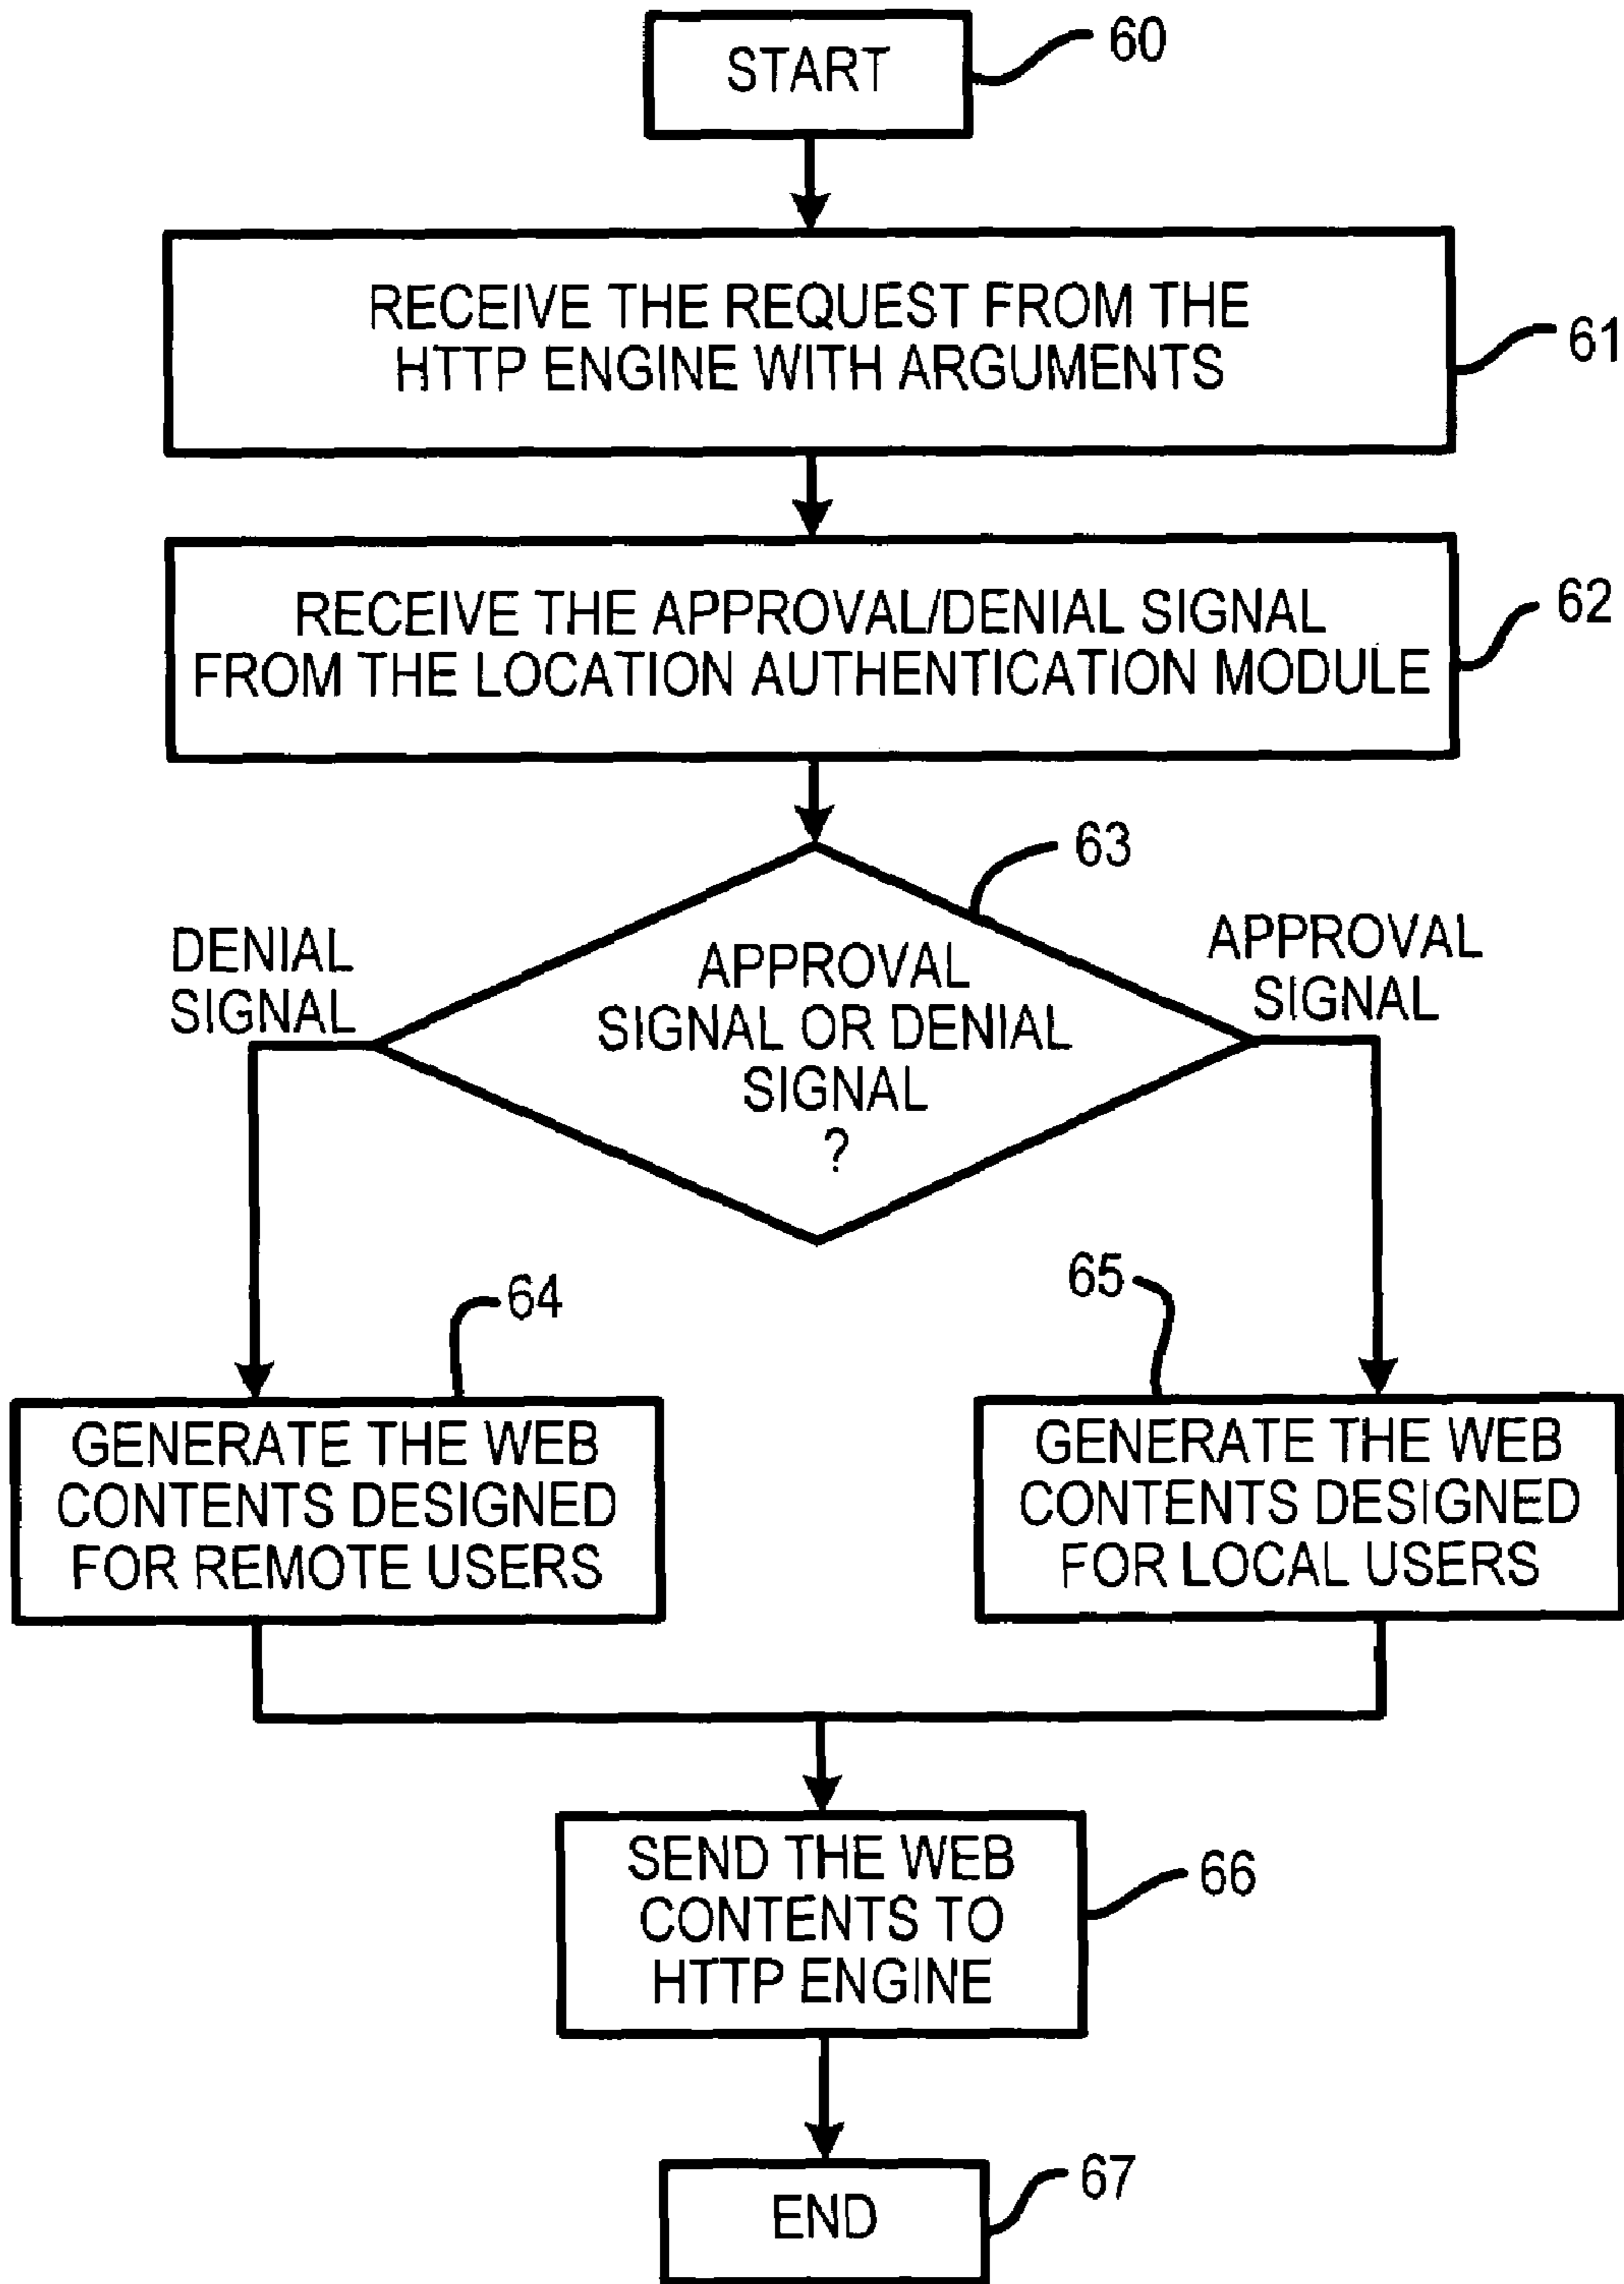 START
60
RECEIVE THE REQUEST FROM THE
HTTP ENGINE WITH ARGUMENTS
61
RECEIVE THE APPROVAL/DENIAL SIGNAL
FROM THE LOCATION AUTHENTICATION MODULE
62
63
DENIAL
SIGNAL
APPROVAL
SIGNAL OR DENIAL
SIGNAL
?
APPROVAL
SIGNAL
64
65
GENERATE THE WEB
CONTENTS DESIGNED
FOR REMOTE USERS
GENERATE THE WEB
CONTENTS DESIGNED
FOR LOCAL USERS
SEND THE WEB
CONTENTS TO
HTTP ENGINE
66
END
67